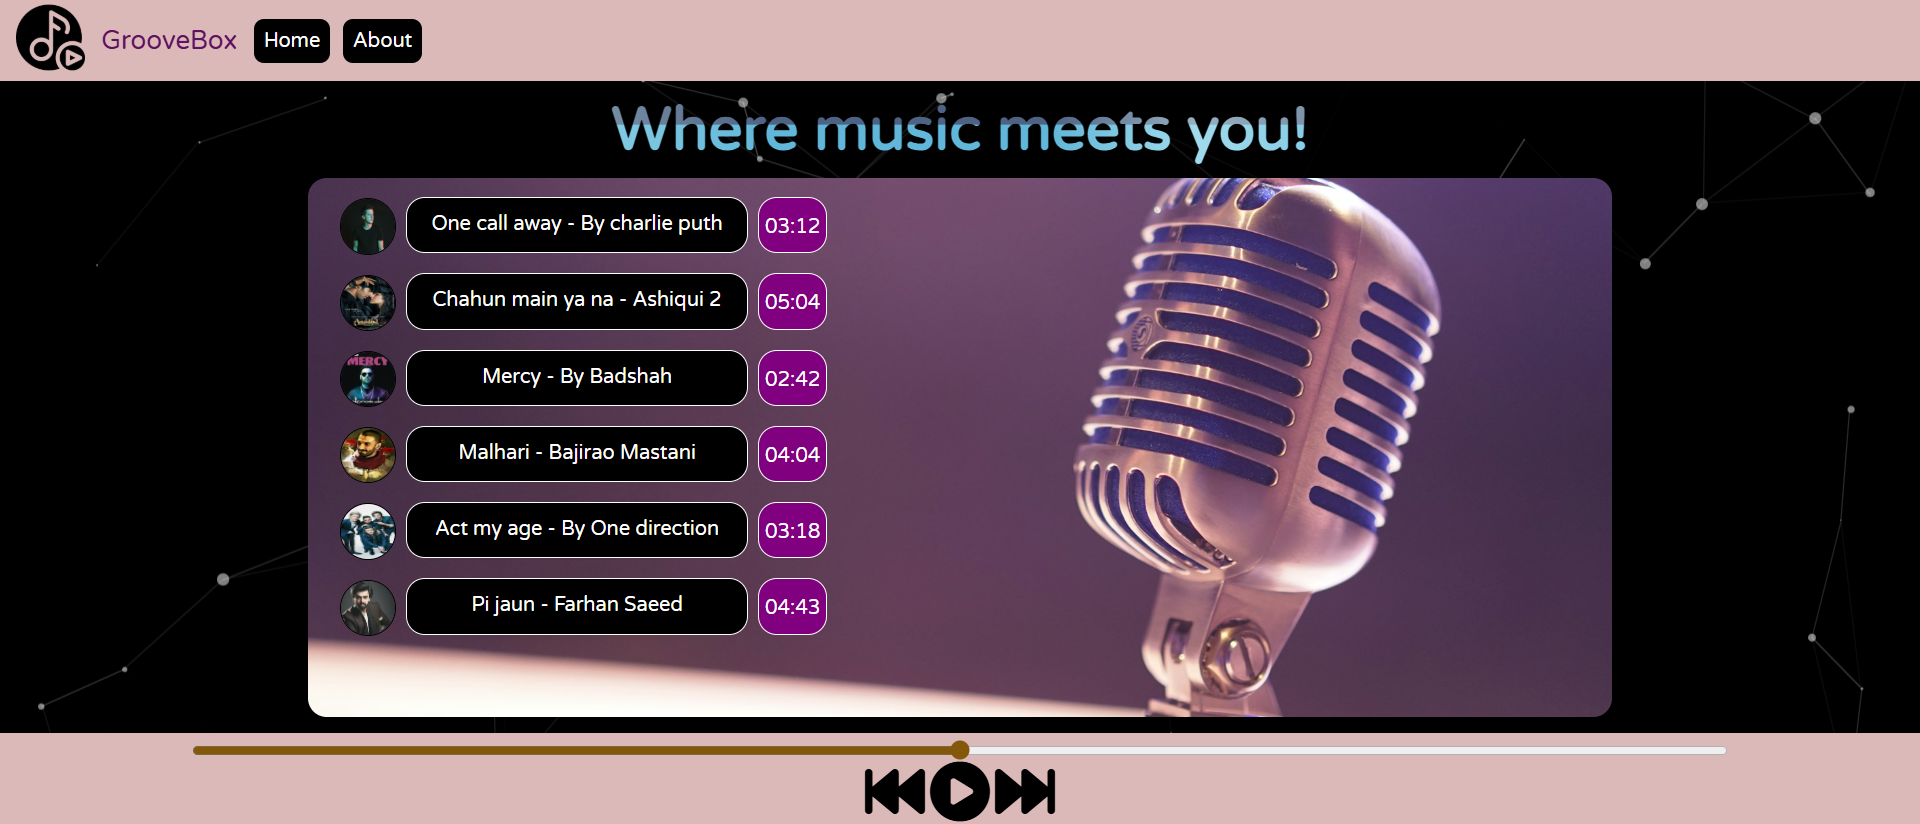 GrooveBox Home About
Where music meets you!
One call away - By charlie puth 03:12
Chahun main ya na - Ashiqui 2 05:04
MERCY
Mercy - By Badshah 02:42
Malhari - Bajirao Mastani 04:04
Act my age - By One direction 03:18
Pi jaun - Farhan Saeed 04:43